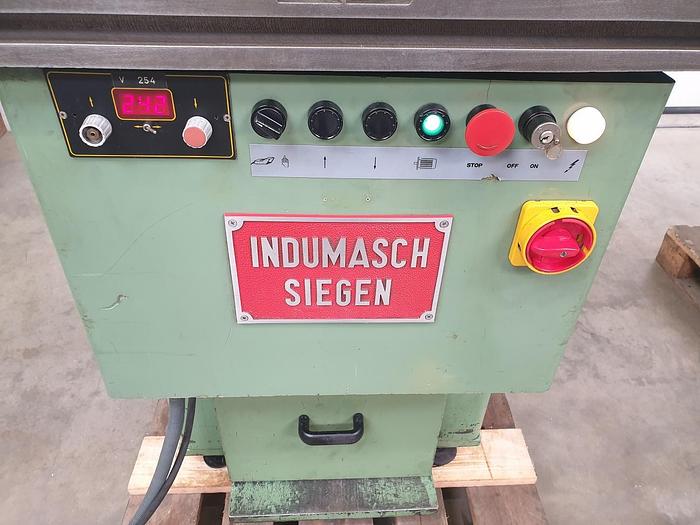 V 254
242
STOP OFF ON
INDUMASCH
SIEGEN